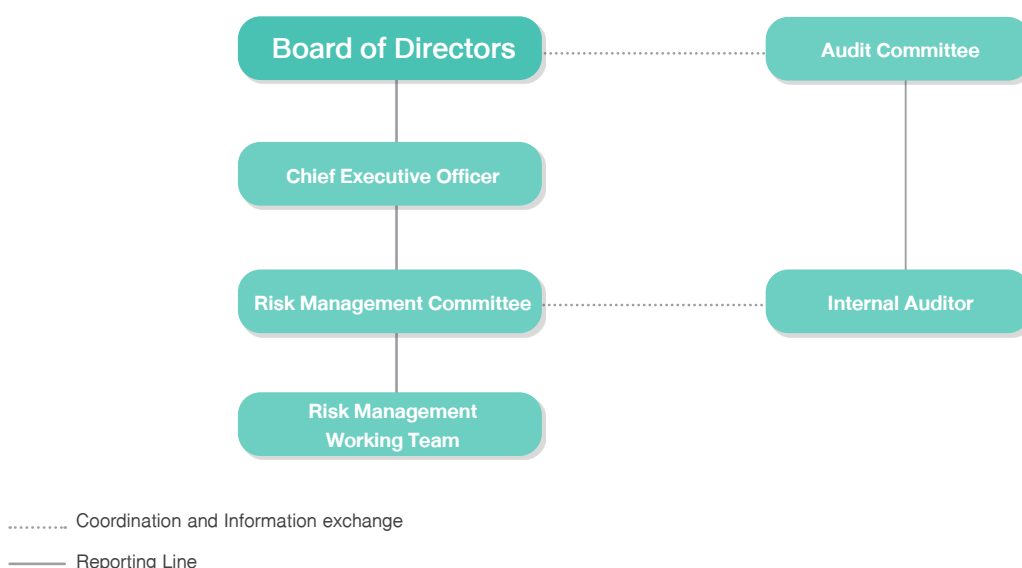 Board of Directors
Audit Committee
Chief Executive Officer
Risk Management Committee
Internal Auditor
Risk Management
Working Team
Coordination and Information exchange
Reporting Line